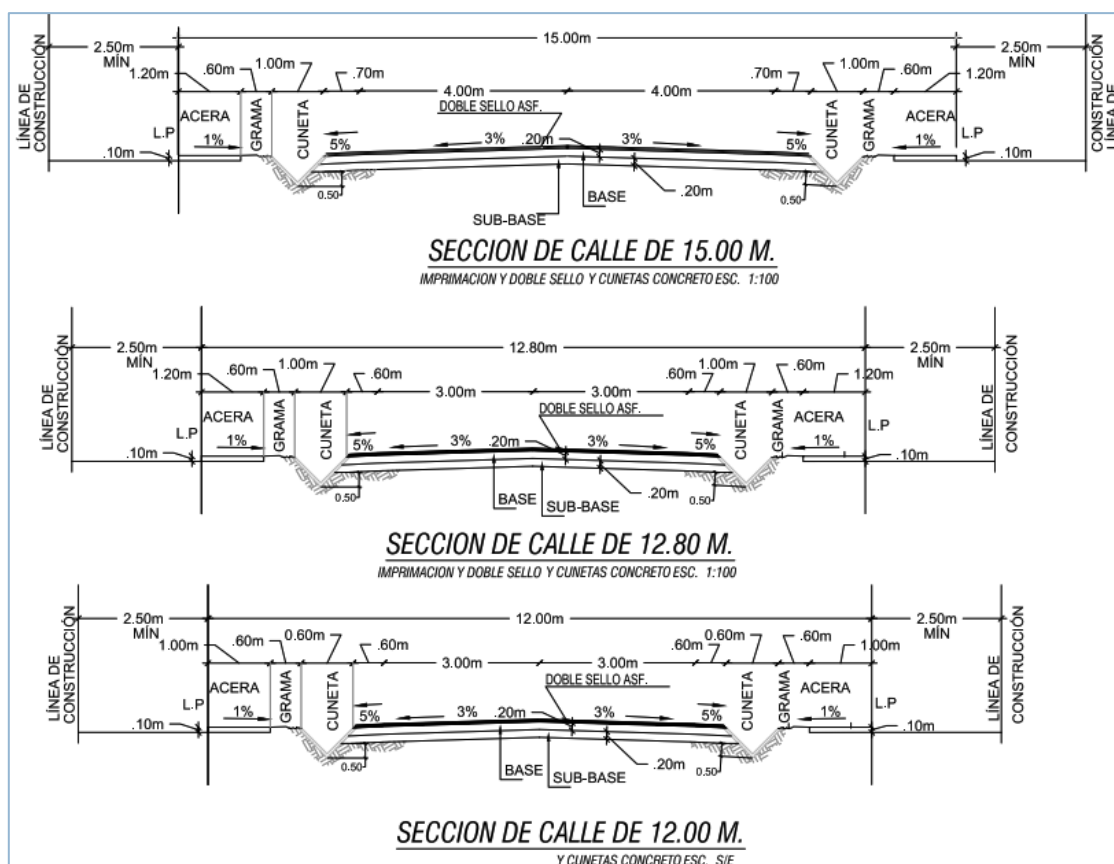 15.00m
2.50m
MÍN
2.50m
MÍN
1.20m
.60m
1.00m
.70m
4.00m
4.00m
.70m
1.00m
.60m
1.20m
LÍNEA DE
CONSTRUCCIÓN
CONSTRUCCIÓN
LÍNEA DE
ACERA
GRAMA
CUNETA
DOBLE SELLO ASF.
CUNETA
GRAMA
ACERA
L.P
1%
5%
3%
.20m
3%
5%
1%
L.P
.10m
.10m
0.50
BASE
.20m
0.50
SUB-BASE
SECCION DE CALLE DE 15.00 M.
IMPRIMACION Y DOBLE SELLO Y CUNETAS CONCRETO ESC. 1:100
2.50m
MÍN
12.80m
2.50m
MÍN
1.20m
.60m
1.00m
.60m
3.00m
3.00m
.60m
1.00m
.60m
1.20m
LÍNEA DE
CONSTRUCCIÓN
LÍNEA DE
CONSTRUCCIÓN
ACERA
GRAMA
CUNETA
DOBLE SELLO ASF.
CUNETA
GRAMA
ACERA
L.P
1%
5%
3%
.20m
3%
5%
1%
L.P
.10m
.10m
0.50
BASE
SUB-BASE
.20m
0.50
SECCION DE CALLE DE 12.80 M.
IMPRIMACION Y DOBLE SELLO Y CUNETAS CONCRETO ESC. 1:100
2.50m
MÍN
12.00m
2.50m
MÍN
1.00m
.60m
0.60m
.60m
3.00m
3.00m
.60m
0.60m
.60m
1.00m
LÍNEA DE
CONSTRUCCIÓN
LÍNEA DE
CONSTRUCCIÓN
ACERA
GRAMA
CUNETA
DOBLE SELLO ASF.
CUNETA
GRAMA
ACERA
L.P
1%
5%
3%
.20m
3%
5%
1%
L.P
.10m
.10m
0.50
BASE
SUB-BASE
.20m
0.50
SECCION DE CALLE DE 12.00 M.
Y CUNETAS CONCRETO ESC. S/E